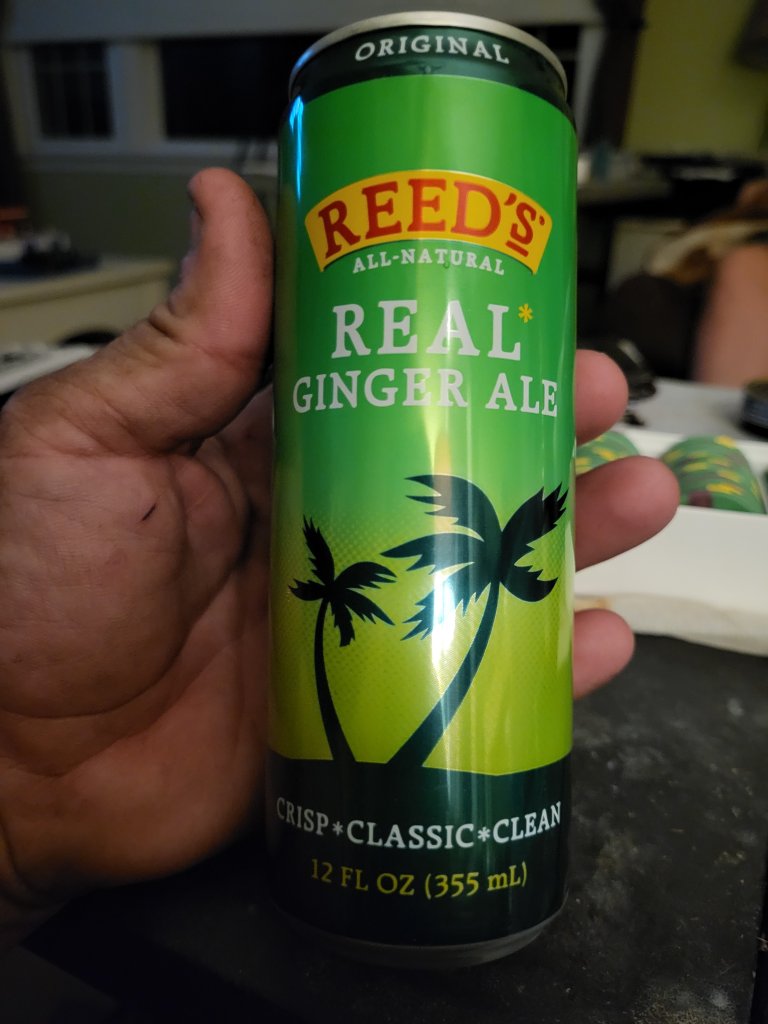 ORIGINAL
REED'S
ALL-NATURAL
REAL*
GINGER ALE
CRISP*CLASSIC*CLEAN
12 FL OZ (355 mL)